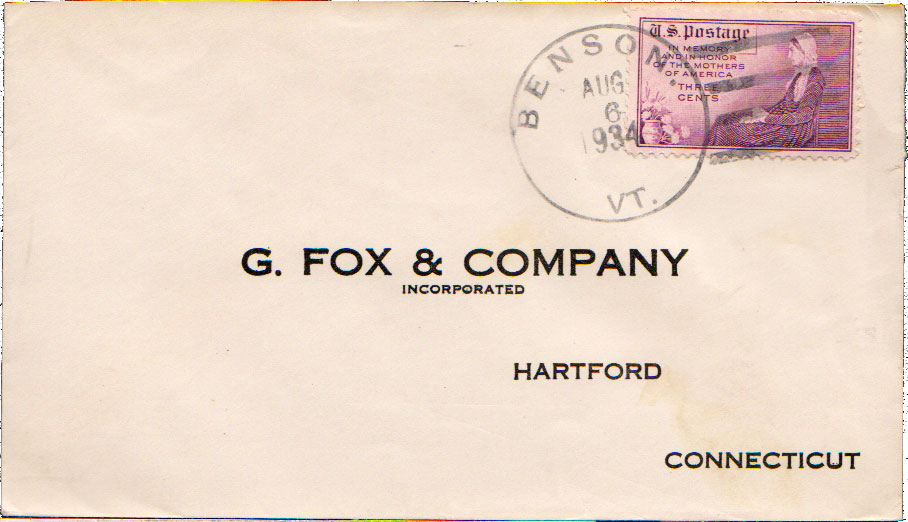 U.S. Postage
IN MEMORY
AND IN HONOR
OF THE MOTHERS
OF AMERICA
THREE
CENTS
BENSON.
AUG
6
1934
VT.
G. FOX & COMPANY
INCORPORATED
HARTFORD
CONNECTICUT